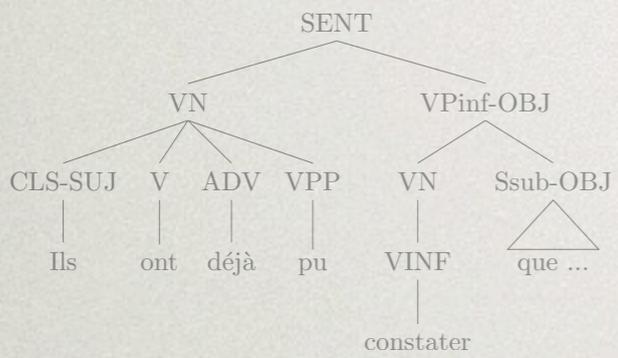 SENT
VN VPinf-OBJ
CLS-SUJ V ADV VPP VN Ssub-OBJ
Ils ont déjà pu VINF que ...
constater